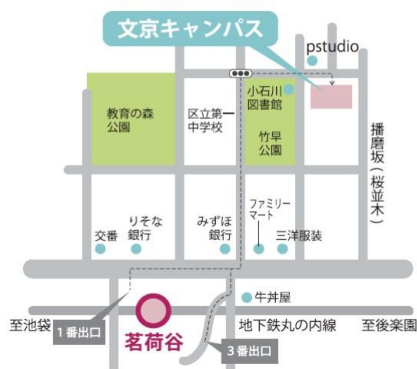 文京キャンパス
pstudio
小石川
図書館
教育の森
公園
区立第一
中学校
竹早
公園
播磨坂（桜並木）
ファミリー
マート
りそな
銀行
みずほ
銀行
交番
三洋服装
牛丼屋
至池袋
1番出口
茗荷谷
地下鉄丸の内線
至後楽園
3番出口